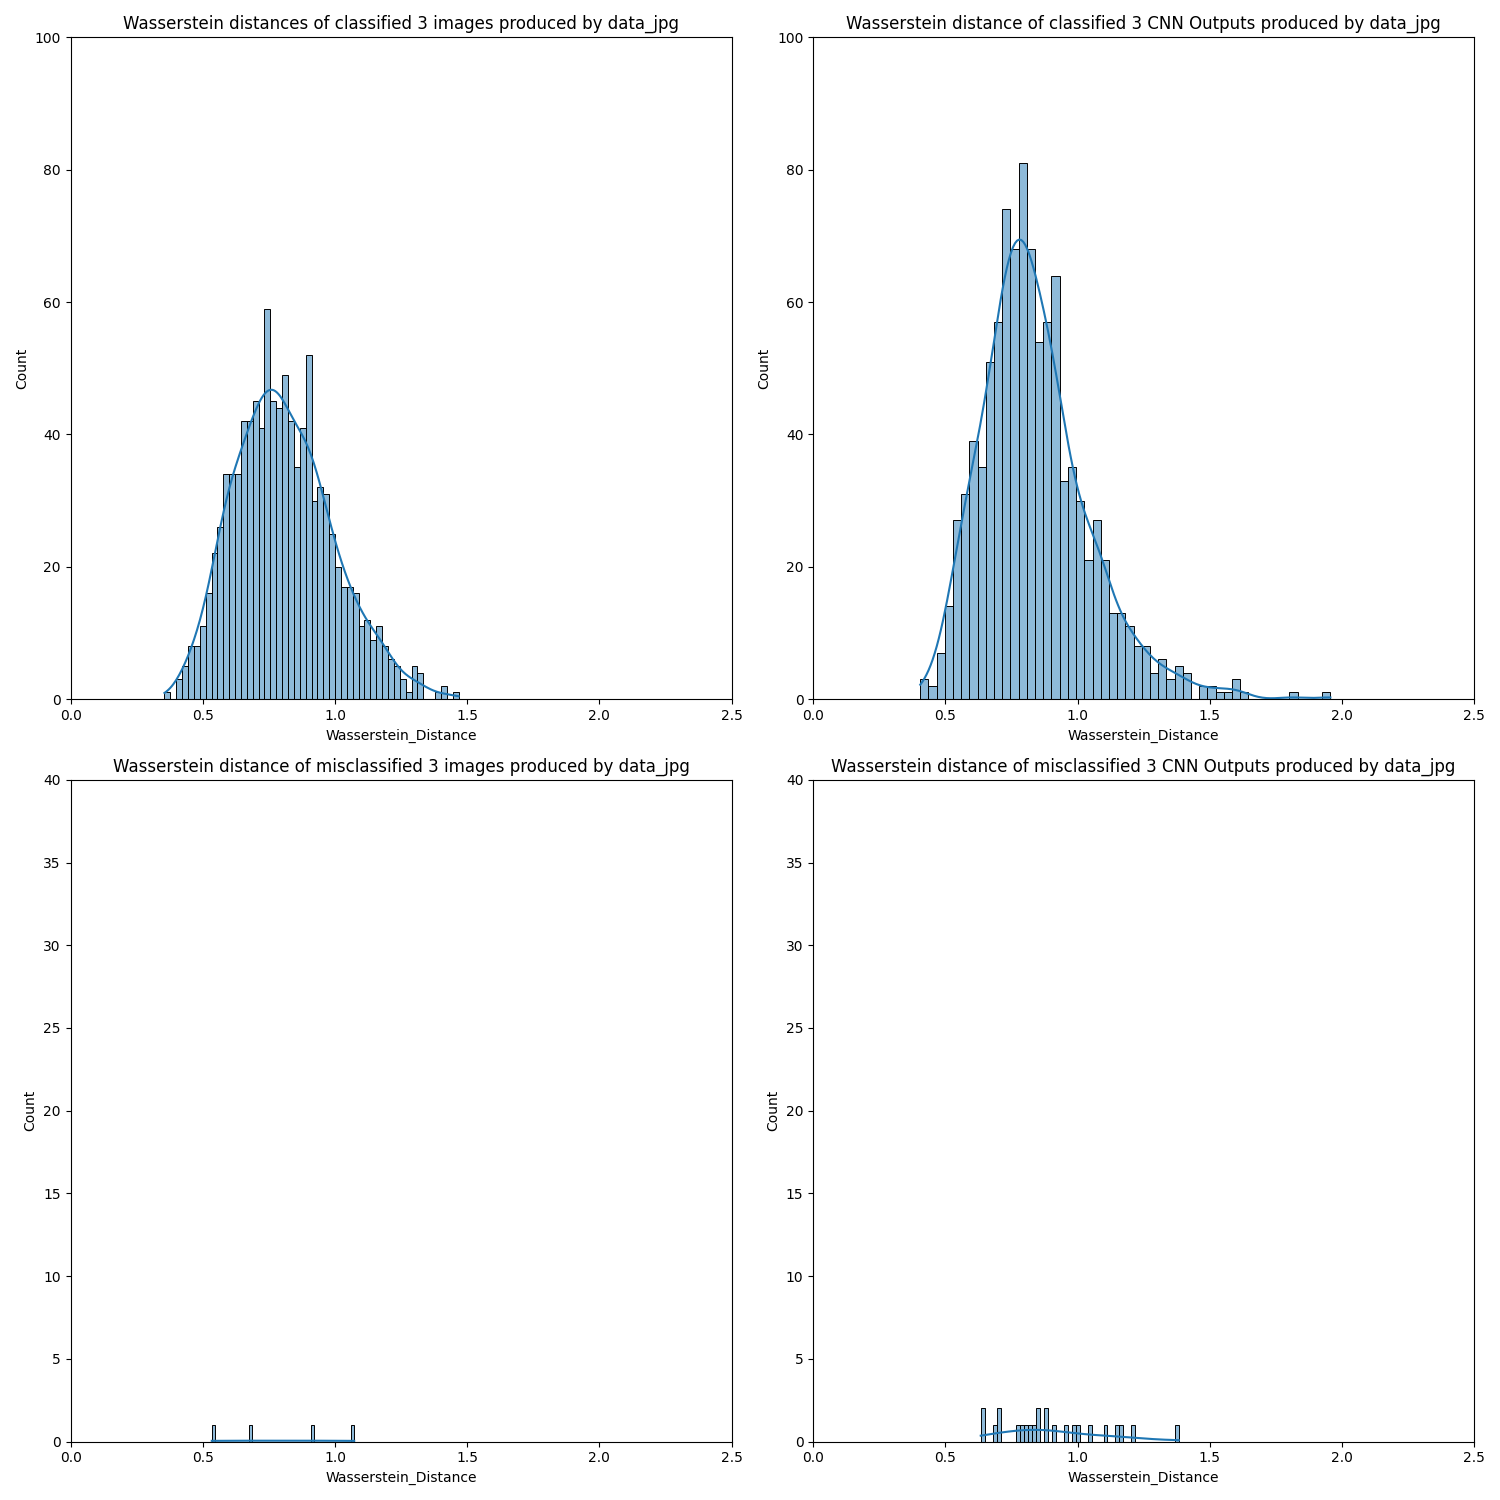 Wasserstein distances of classified 3 images produced by data_jpg
100
80
60
40
20
0
Count
0.0 0.5 1.0 1.5 2.0 2.5
Wasserstein_Distance
Wasserstein distance of classified 3 CNN Outputs produced by data_jpg
100
80
60
40
20
0
Count
0.0 0.5 1.0 1.5 2.0 2.5
Wasserstein_Distance
Wasserstein distance of misclassified 3 images produced by data_jpg
40
35
30
25
20
15
10
5
0
Count
0.0 0.5 1.0 1.5 2.0 2.5
Wasserstein_Distance
Wasserstein distance of misclassified 3 CNN Outputs produced by data_jpg
40
35
30
25
20
15
10
5
0
Count
0.0 0.5 1.0 1.5 2.0 2.5
Wasserstein_Distance